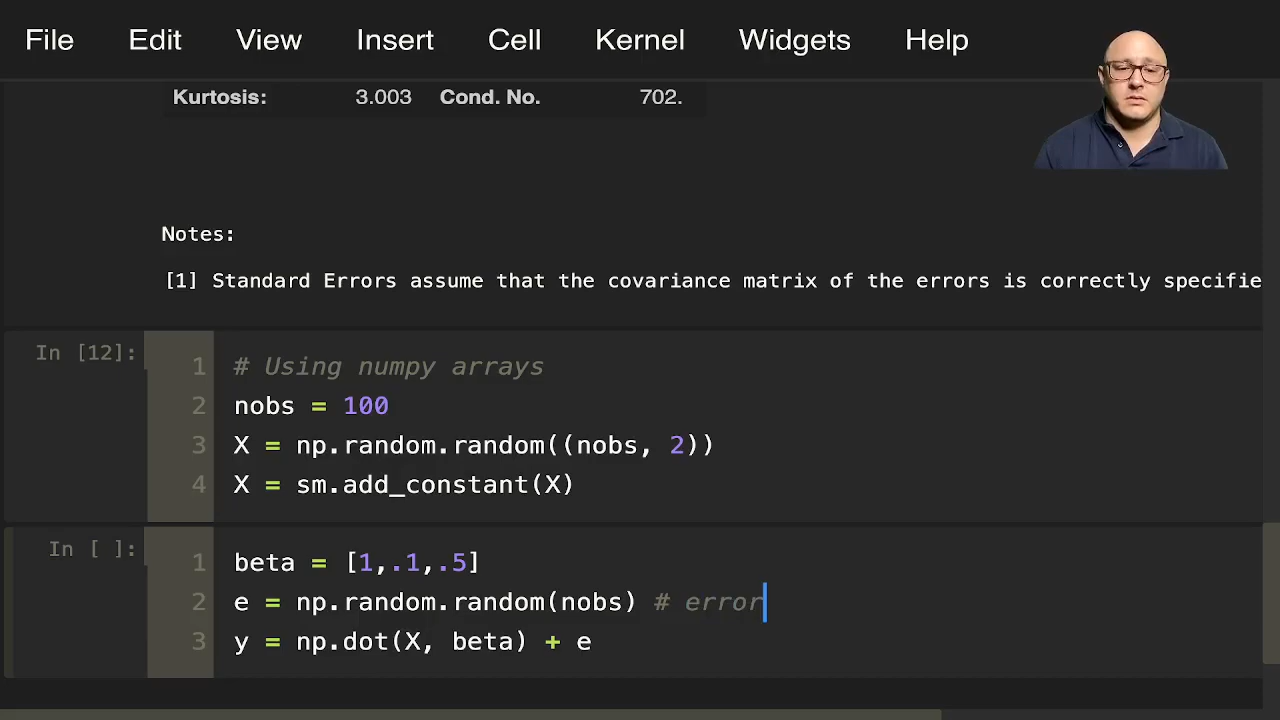 File Edit View Insert Cell Kernel Widgets Help
Kurtosis: 3.003 Cond. No. 702.
Notes:
[1] Standard Errors assume that the covariance matrix of the errors is correctly specifie
In [12]:
1 # Using numpy arrays
2 nobs = 100
3 X = np.random.random((nobs, 2))
4 X = sm.add_constant(X)
In [ ]:
1 beta = [1,.1,.5]
2 e = np.random.random(nobs) # error
3 y = np.dot(X, beta) + e